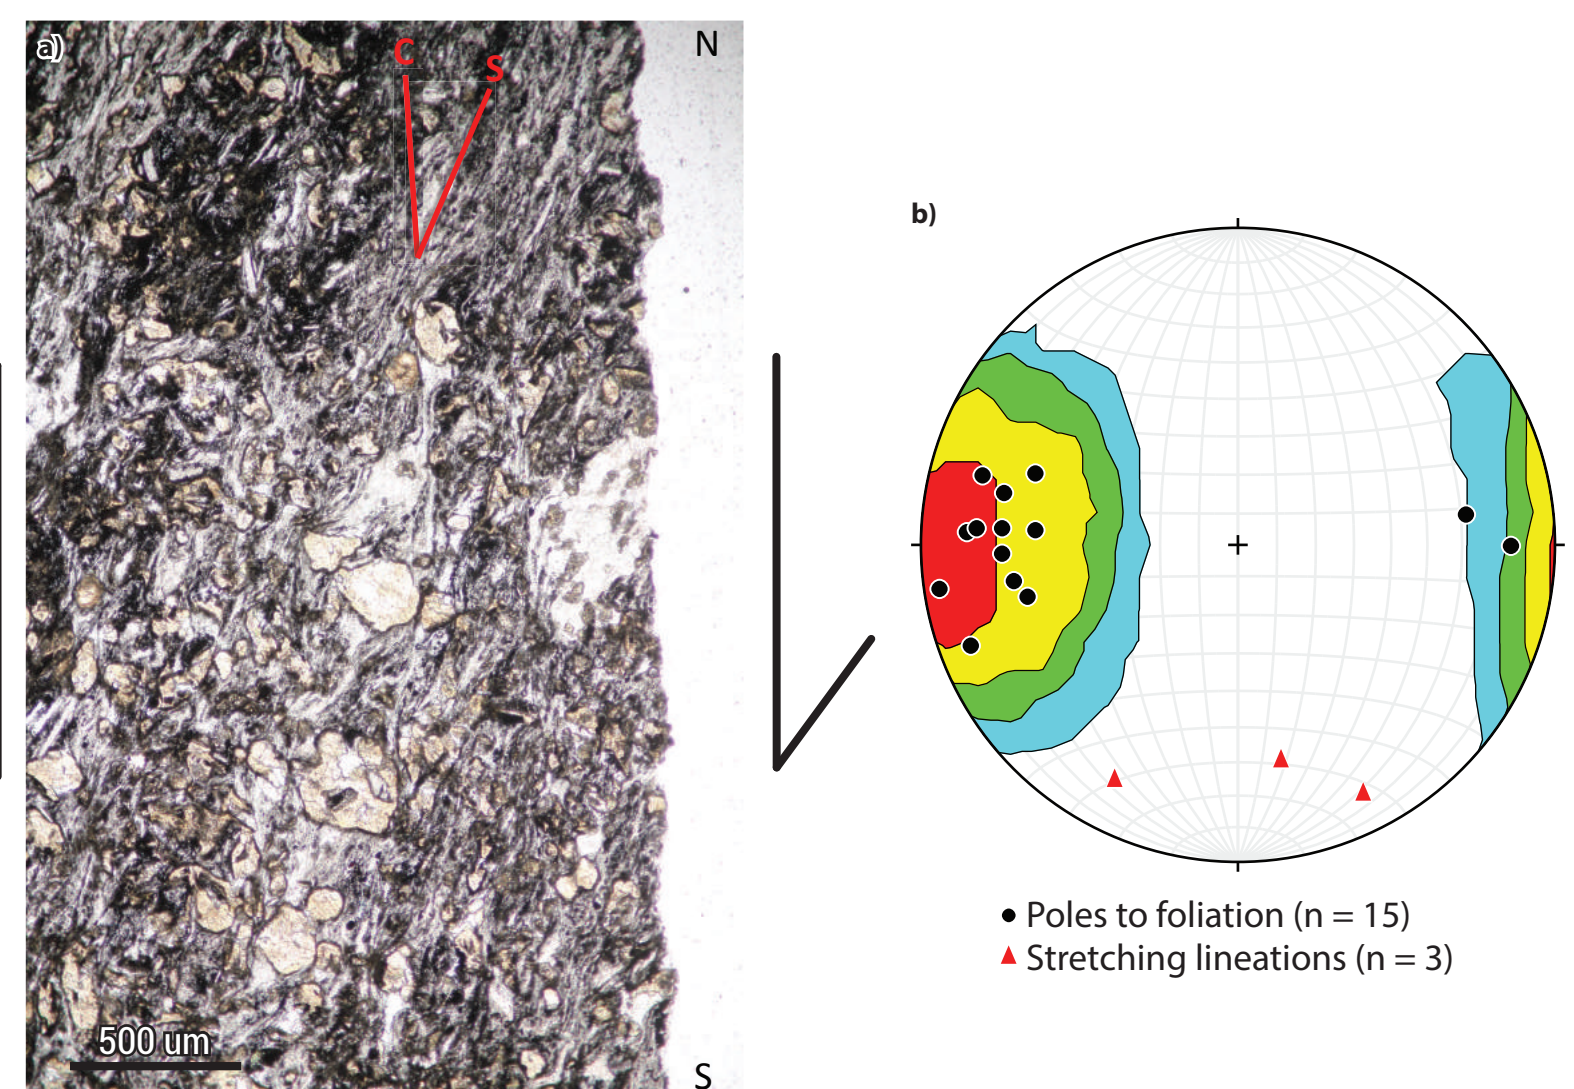 a)
C
S
N
500 um
S
b)
Poles to foliation (n = 15)
Stretching lineations (n = 3)